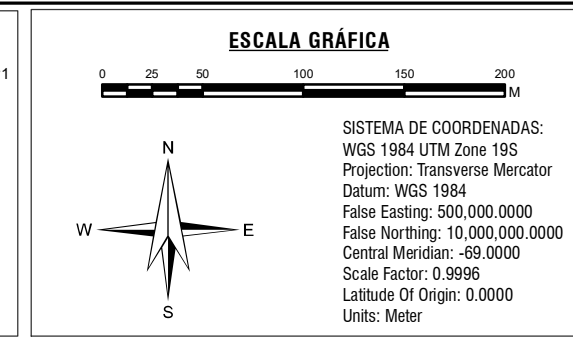 1
ESCALA GRÁFICA
0 25 50 100 150 200
M
SISTEMA DE COORDENADAS:
WGS 1984 UTM Zone 19S
Projection: Transverse Mercator
Datum: WGS 1984
False Easting: 500,000.0000
False Northing: 10,000,000.0000
Central Meridian: -69.0000
Scale Factor: 0.9996
Latitude Of Origin: 0.0000
Units: Meter
N
W E
S